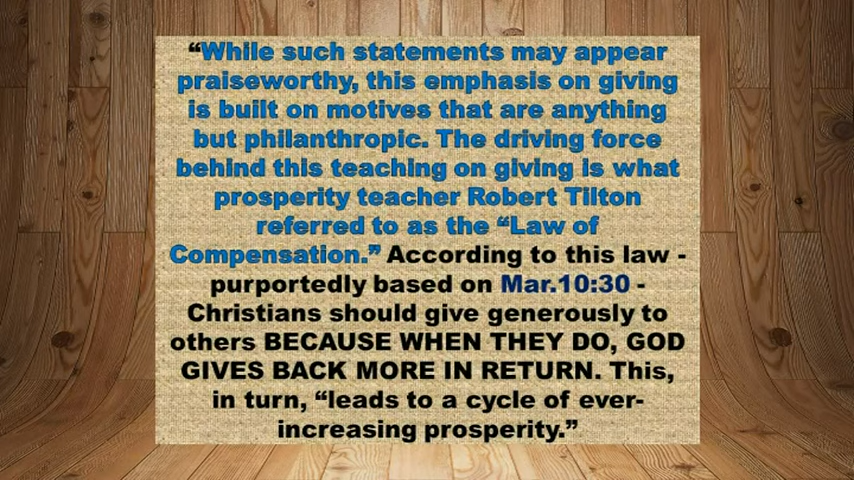 “While such statements may appear
praiseworthy, this emphasis on giving
is built on motives that are anything
but philanthropic. The driving force
behind this teaching on giving is what
prosperity teacher Robert Tilton
referred to as the “Law of
Compensation.” According to this law -
purportedly based on Mar.10:30 -
Christians should give generously to
others BECAUSE WHEN THEY DO, GOD
GIVES BACK MORE IN RETURN. This,
in turn, “leads to a cycle of ever-
increasing prosperity.”